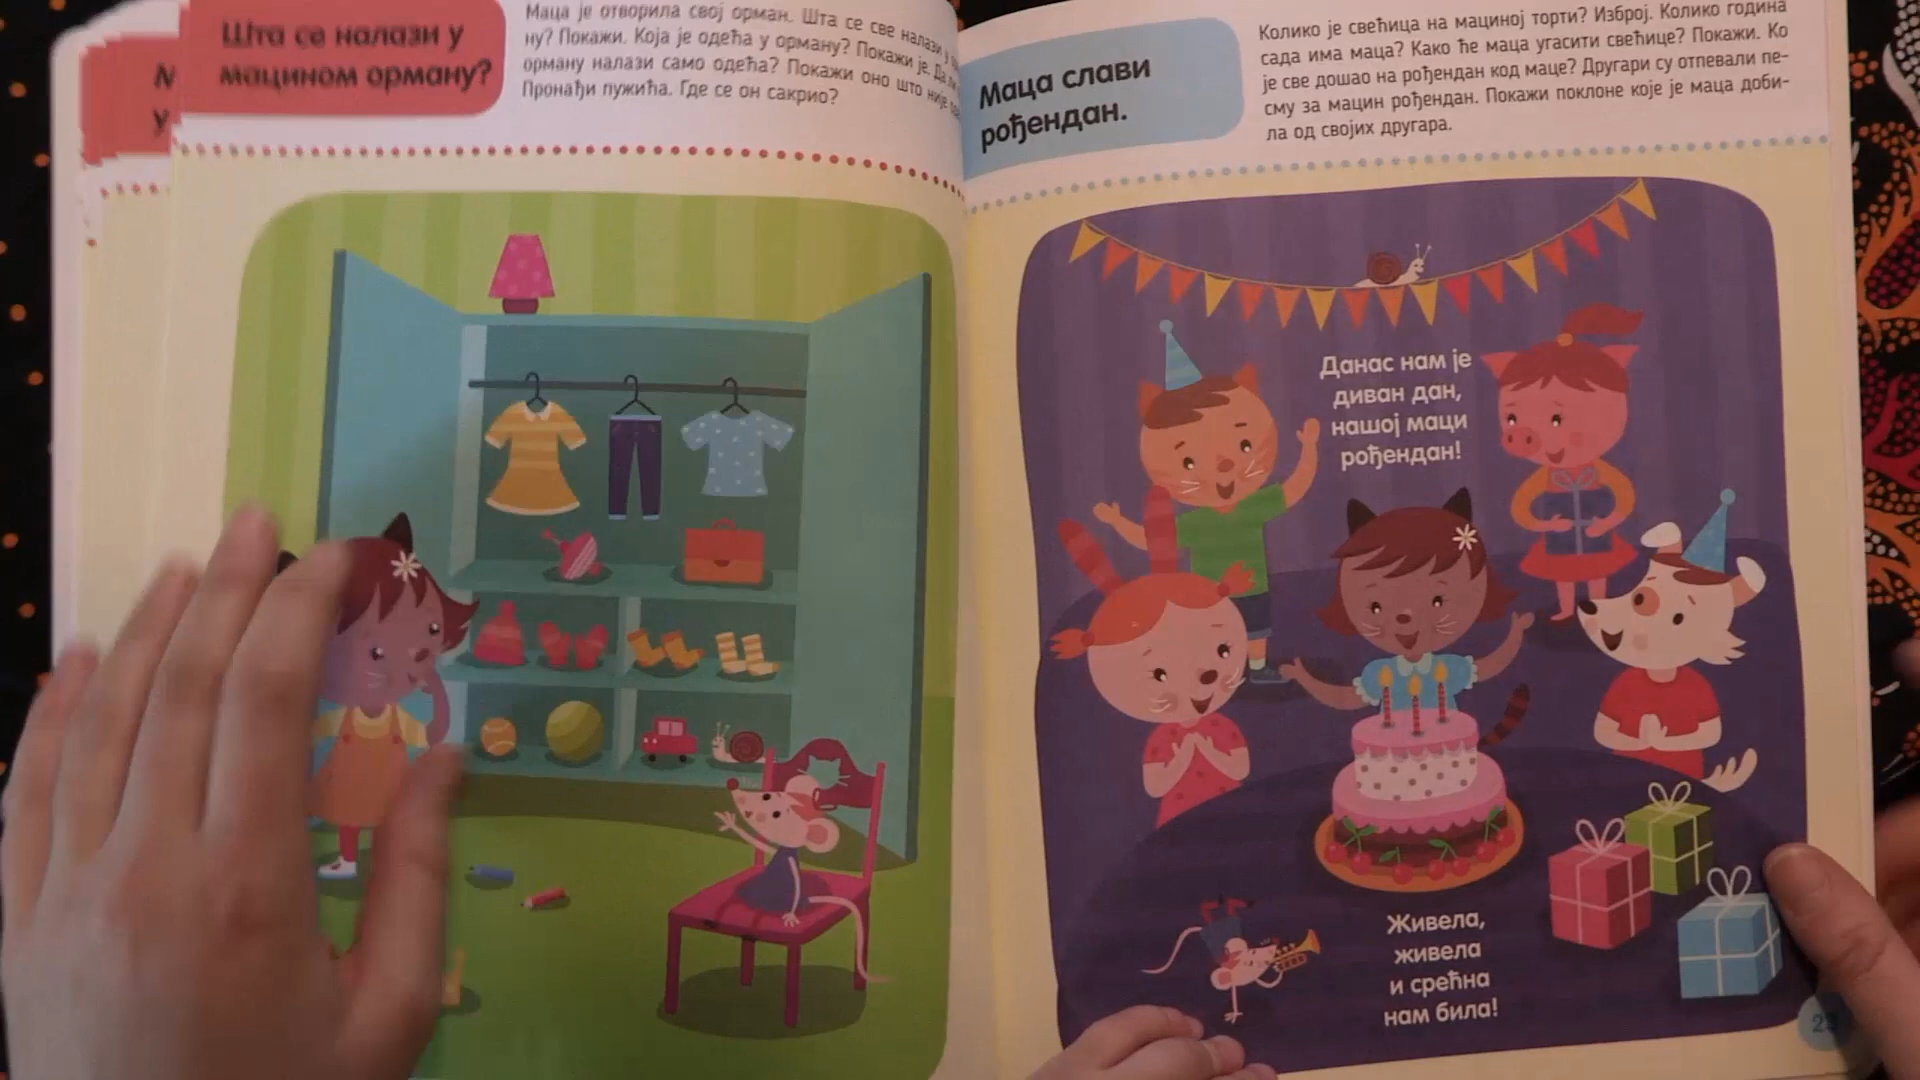 Шта се налази у
мацином орману?
Маца је отворила свој орман. Шта се све налази у
ну? Покажи. Која је одећа у орману? Покажи је. Да ли
орману налази само одећа? Покажи оно што није
Пронађи пужића. Где се он сакрио?
Маца слави
рођендан.
Колико је свећица на мациној торти? Изброј. Колико година
сада има маца? Како ће маца угасити свећице? Покажи. Ко
је све дошао на рођендан код маце? Другари су отпевали пе-
сму за мацин рођендан. Покажи поклоне које је маца доби-
ла од својих другара.
Данас нам је
диван дан,
нашој маци
рођендан!
Живела,
живела
и срећна
нам била!